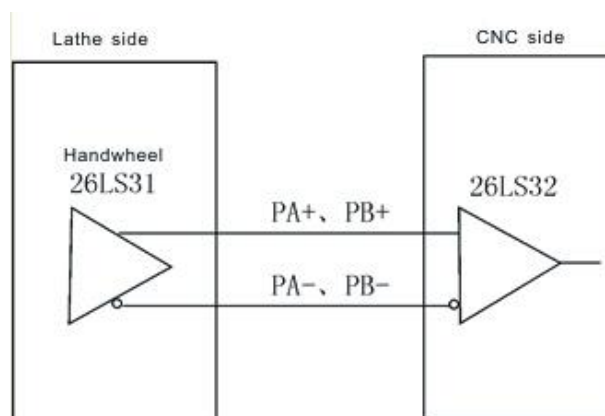 Lathe side
CNC side
Handwheel
26LS31
26LS32
PA+、PB+
PA-、PB-